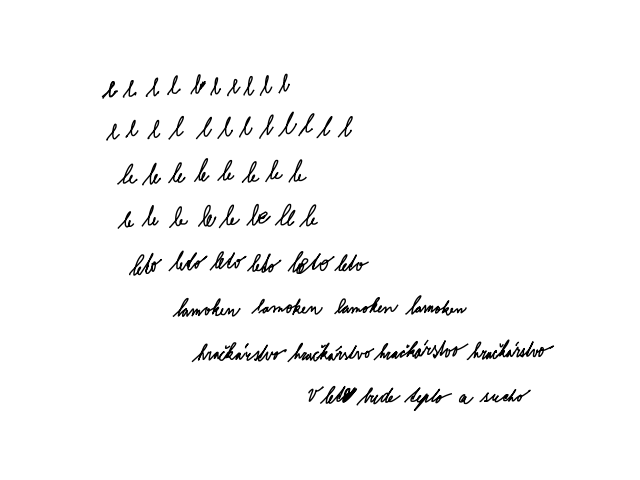 l l l l l l l l l l
l l l l l l l l l l l l
le le le le le le le le
le le le le le le le le
leto leto leto leto leto leto
lamoken lamoken lamoken lamoken
hračkárstvo hračkárstvo hračkárstvo hračkárstvo
V lete bude teplo a sucho